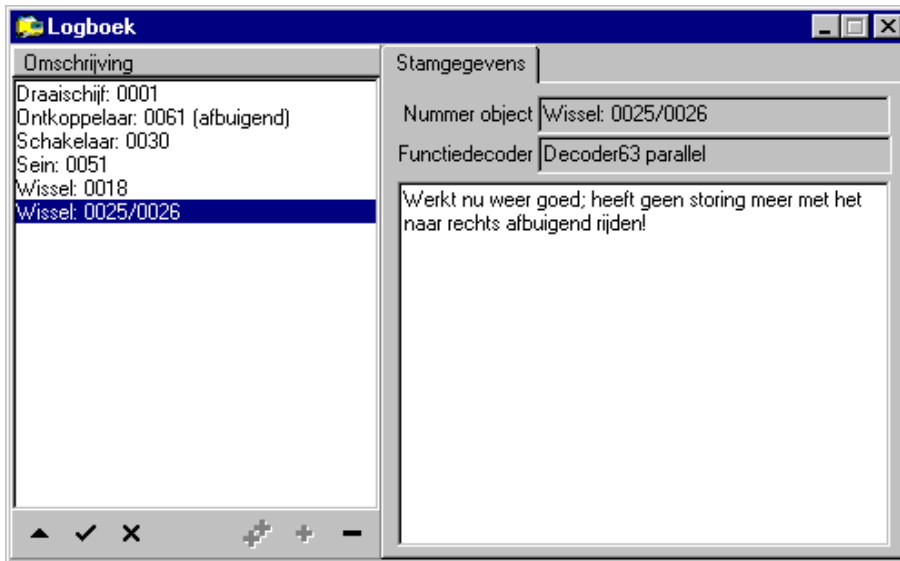 Logboek
Omschrijving
Draaischijf: 0001
Ontkoppelaar: 0061 (afbuigend)
Schakelaar: 0030
Sein: 0051
Wissel: 0018
Wissel: 0025/0026
Stamgegevens
Nummer object Wissel: 0025/0026
Functiedecoder Decoder63 parallel
Werkt nu weer goed; heeft geen storing meer met het
naar rechts afbuigend rijden!